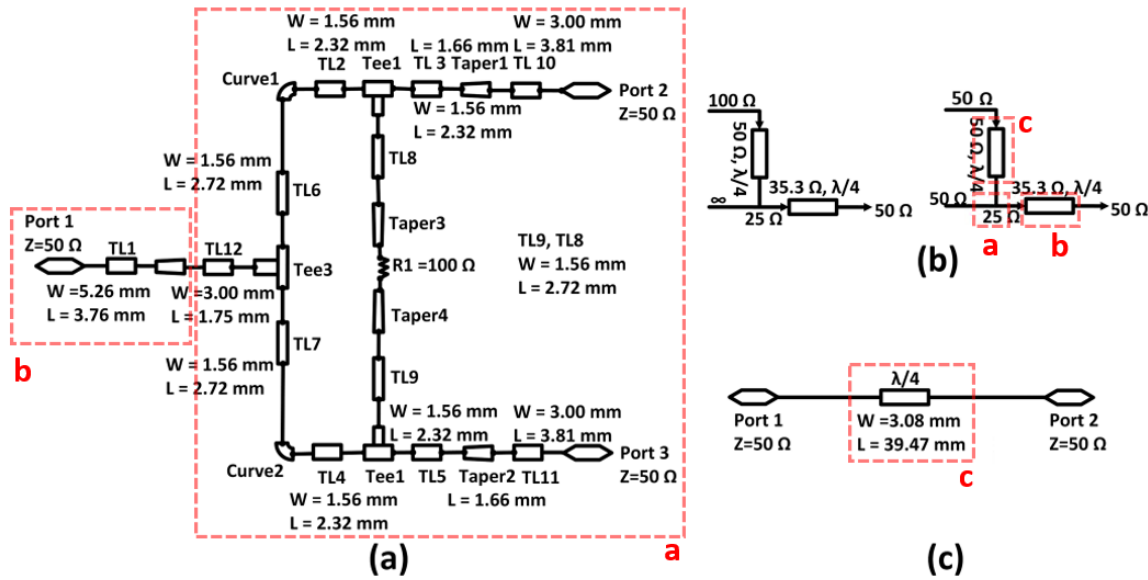 W = 1.56 mm
L = 2.32 mm
TL2
Tee1
L = 1.66 mm
TL 3
Taper1
W = 3.00 mm
L = 3.81 mm
TL 10
Curve1
Port 2
Z=50 Ω
W = 1.56 mm
L = 2.32 mm
TL8
W = 1.56 mm
L = 2.72 mm
TL6
Taper3
Port 1
Z=50 Ω
TL1
TL12
Tee3
R1 =100 Ω
TL9, TL8
W = 1.56 mm
L = 2.72 mm
W =5.26 mm
L = 3.76 mm
W =3.00 mm
L = 1.75 mm
b
Taper4
TL7
W = 1.56 mm
L = 2.72 mm
TL9
W = 1.56 mm
L = 2.32 mm
W = 3.00 mm
L = 3.81 mm
Port 3
Z=50 Ω
Curve2
TL4
Tee1
TL5
Taper2
TL11
W = 1.56 mm
L = 2.32 mm
L = 1.66 mm
(a)
a
100 Ω
50 Ω, λ/4
35.3 Ω, λ/4
∞
25 Ω
50 Ω
50 Ω
c
50 Ω, λ/4
35.3 Ω, λ/4
50 Ω
25 Ω
50 Ω
a
b
(b)
λ/4
Port 1
Z=50 Ω
W =3.08 mm
L = 39.47 mm
Port 2
Z=50 Ω
c
(c)